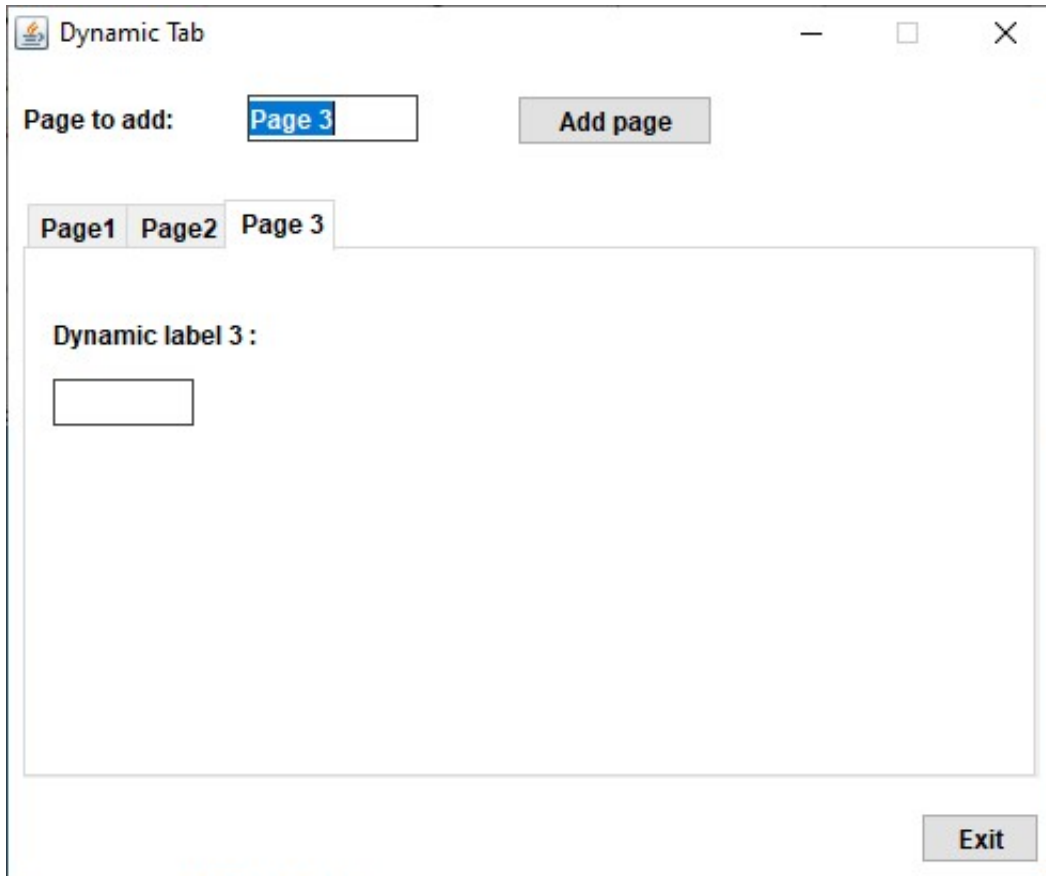 Dynamic Tab
Page to add: Page 3 Add page
Page1 Page2 Page 3
Dynamic label 3 :
Exit